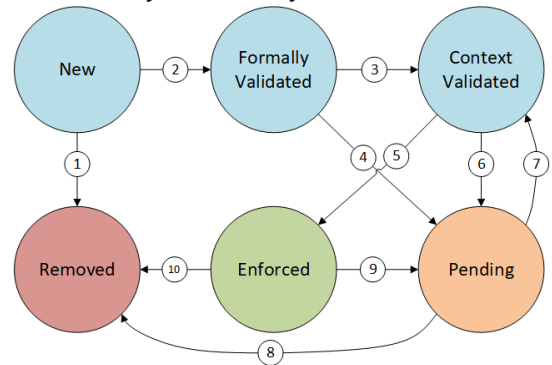 New
2
Formally
Validated
3
Context
Validated
1
4
5
6
7
Removed
10
Enforced
9
Pending
8